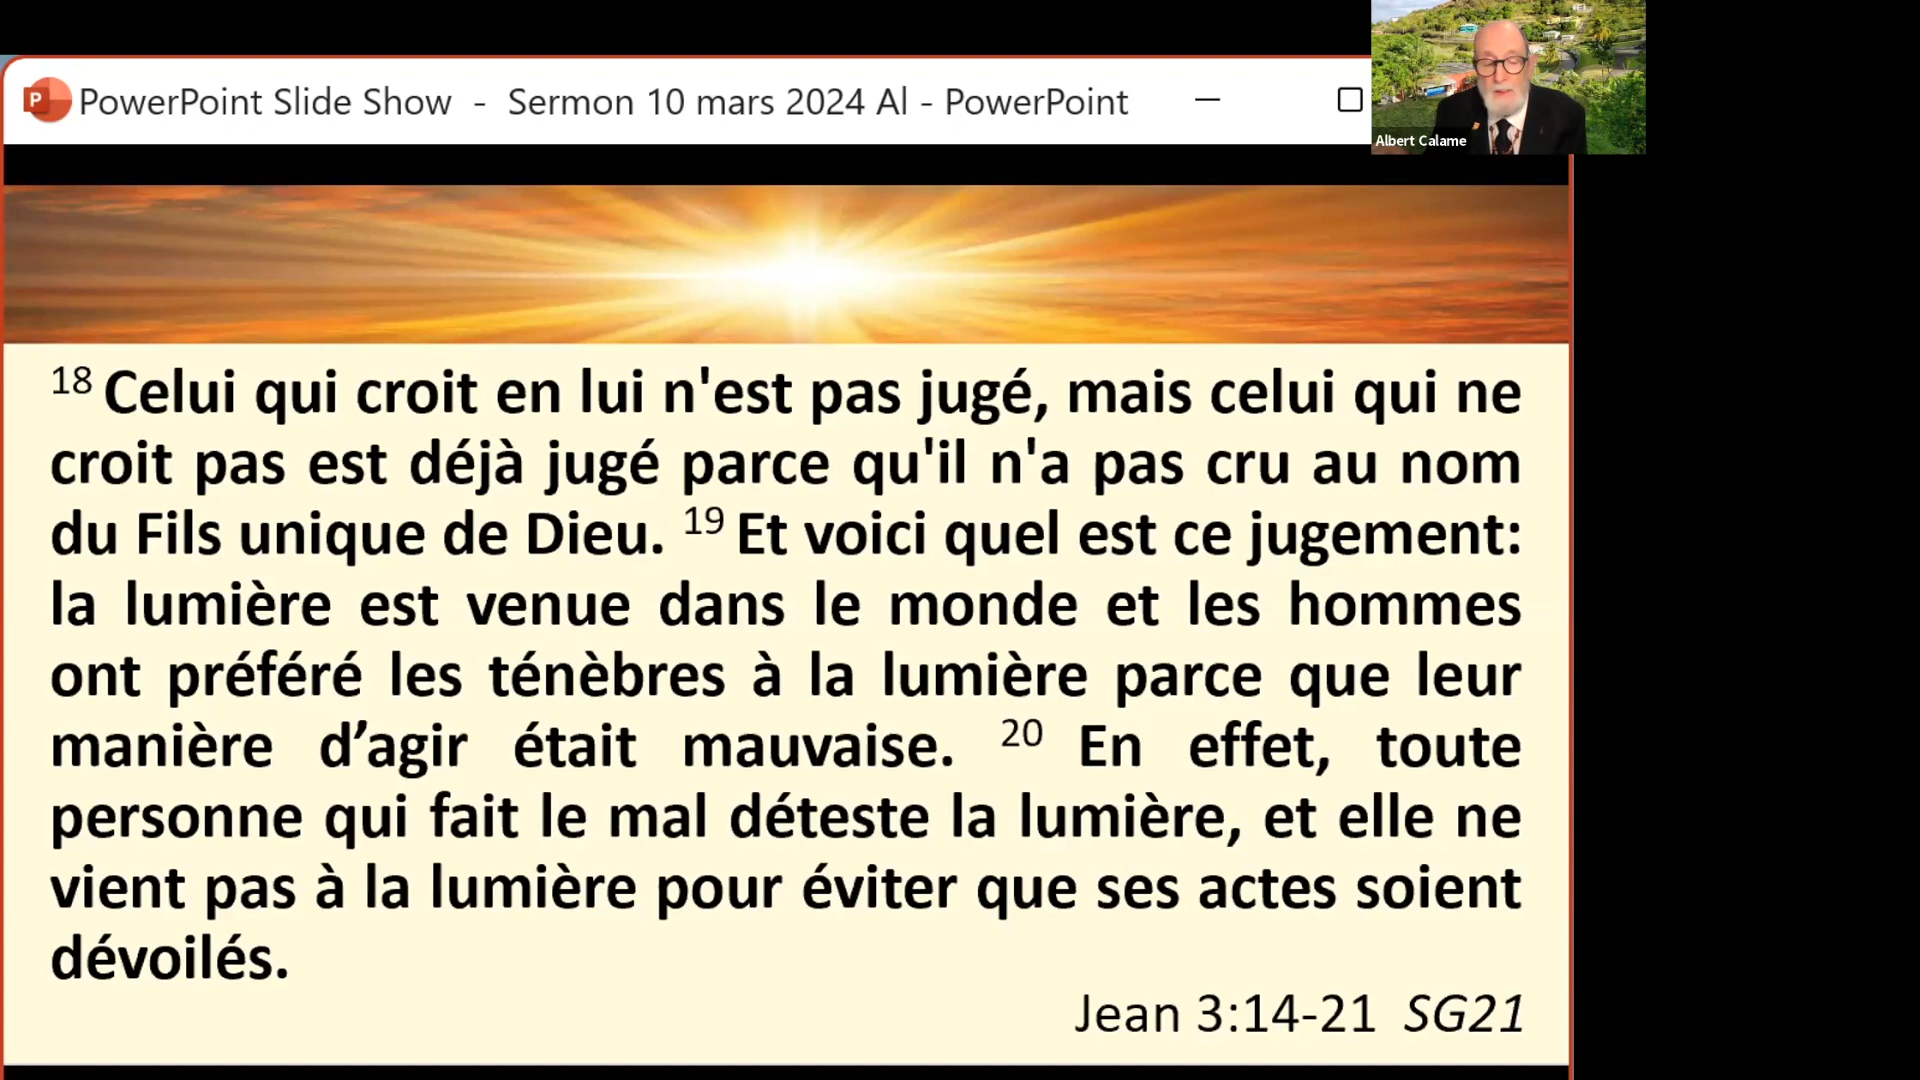 PowerPoint Slide Show - Sermon 10 mars 2024 Al - PowerPoint
Albert Calame
18 Celui qui croit en lui n'est pas jugé, mais celui qui ne
croit pas est déjà jugé parce qu'il n'a pas cru au nom
du Fils unique de Dieu. 19 Et voici quel est ce jugement:
la lumière est venue dans le monde et les hommes
ont préféré les ténèbres à la lumière parce que leur
manière d’agir était mauvaise. 20 En effet, toute
personne qui fait le mal déteste la lumière, et elle ne
vient pas à la lumière pour éviter que ses actes soient
dévoilés.
Jean 3:14-21 SG21